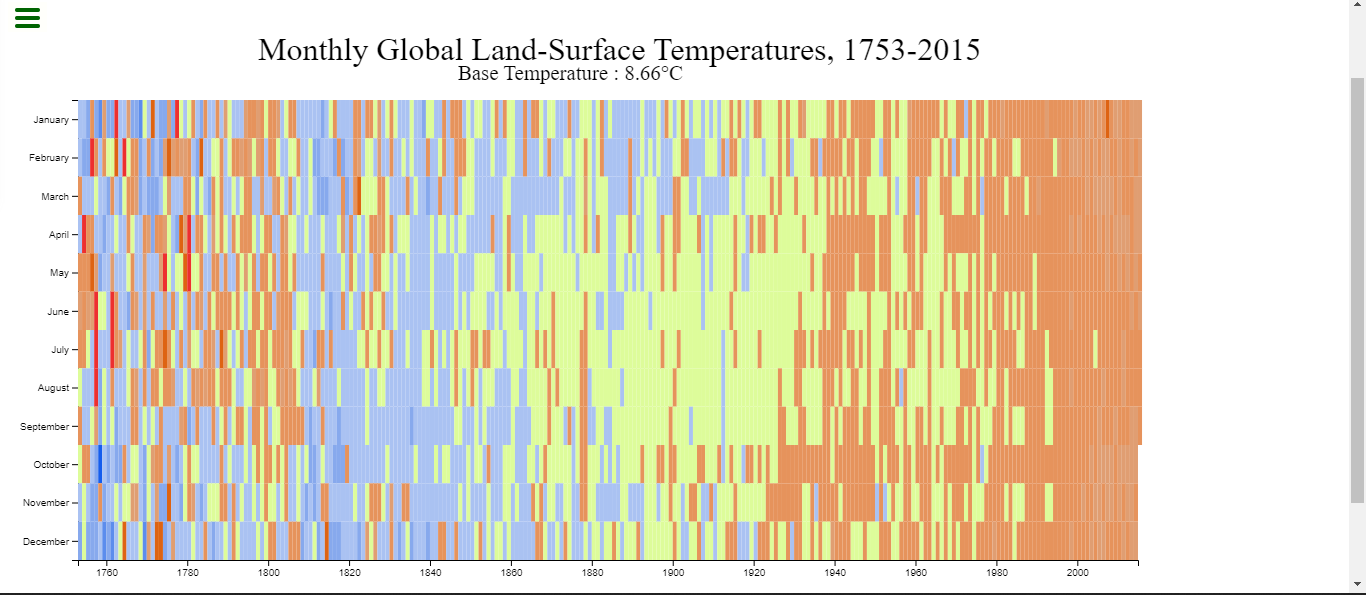 Monthly Global Land-Surface Temperatures, 1753-2015
Base Temperature : 8.66°C
January
February
March
April
May
June
July
August
September
October
November
December
1760 1780 1800 1820 1840 1860 1880 1900 1920 1940 1960 1980 2000